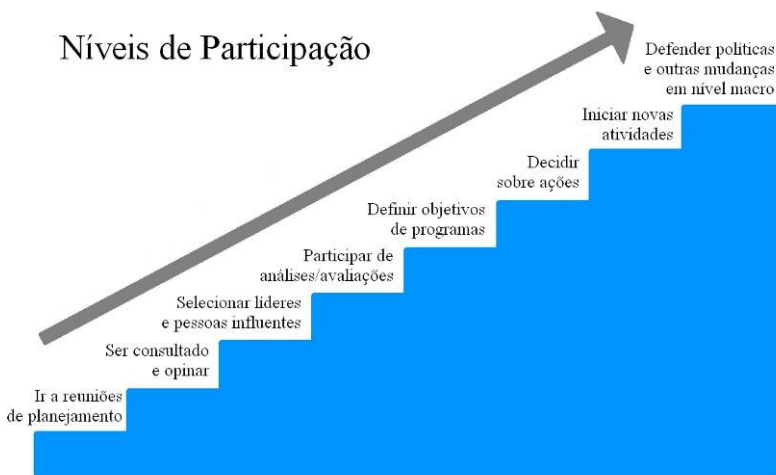 Níveis de Participação
Defender políticas
e outras mudanças
em nível macro
Iniciar novas
atividades
Decidir
sobre ações
Definir objetivos
de programas
Participar de
análises/avaliações
Selecionar líderes
e pessoas influentes
Ser consultado
e opinar
Ir a reuniões
de planejamento